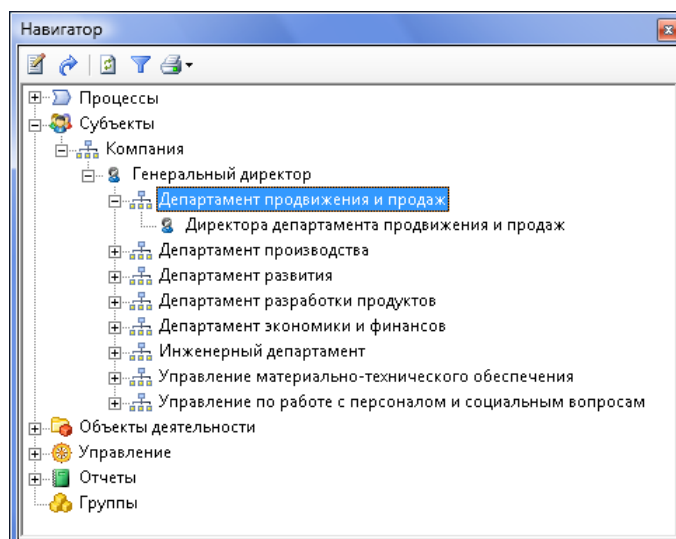 Навигатор
Процессы
Субъекты
Компания
Генеральный директор
Департамент продвижения и продаж
Директора департамента продвижения и продаж
Департамент производства
Департамент развития
Департамент разработки продуктов
Департамент экономики и финансов
Инженерный департамент
Управление материально-технического обеспечения
Управление по работе с персоналом и социальным вопросам
Объекты деятельности
Управление
Отчеты
Группы